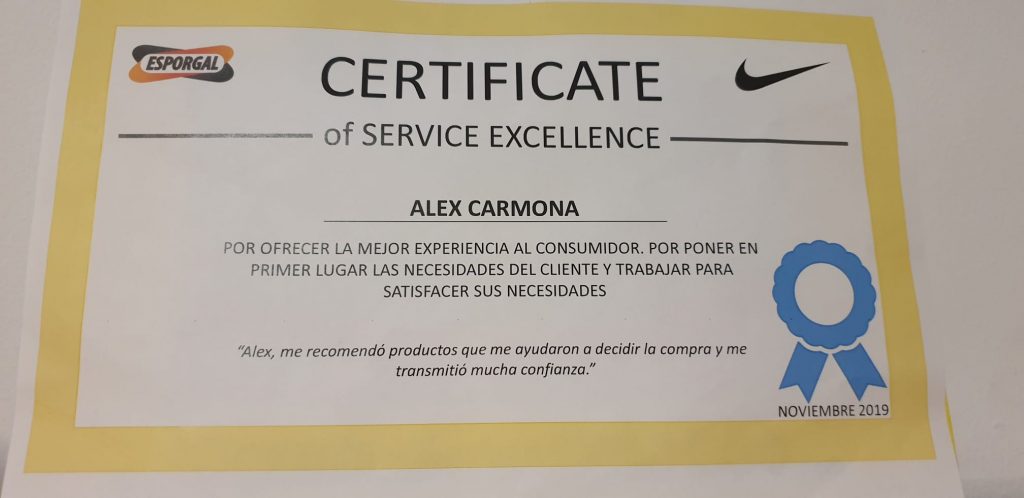 ESPORGAL
CERTIFICATE
of SERVICE EXCELLENCE
ALEX CARMONA
POR OFRECER LA MEJOR EXPERIENCIA AL CONSUMIDOR. POR PONER EN
PRIMER LUGAR LAS NECESIDADES DEL CLIENTE Y TRABAJAR PARA
SATISFACER SUS NECESIDADES
“Alex, me recomendó productos que me ayudaron a decidir la compra y me
transmitió mucha confianza.”
NOVIEMBRE 2019